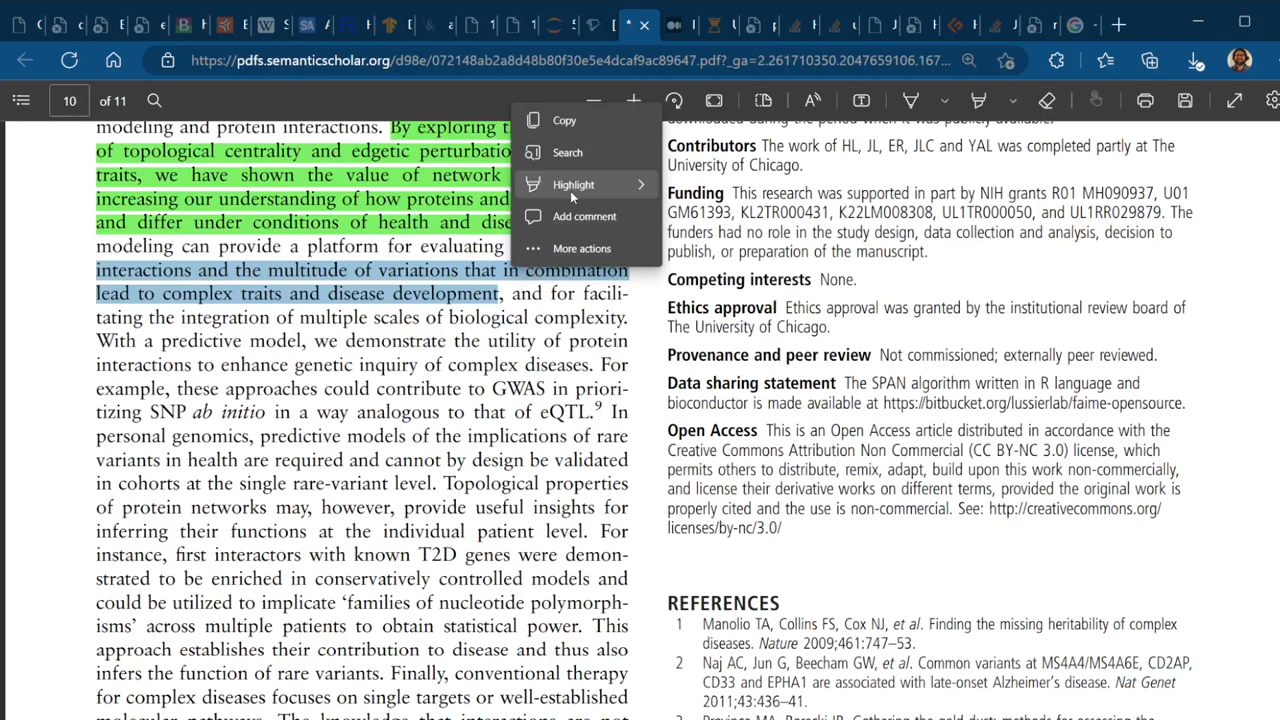 https://pdfs.semanticscholar.org/d98e/072148ab2a8d48b80f30e5e4dcaf9ac89647.pdf?_ga=2.261710350.2047659106.167...
10 of 11
Copy
Search
Highlight
Add comment
More actions
modeling and protein interactions. By exploring
of topological centrality and edgetic
traits, we have shown the value of network
increasing our understanding of how proteins and
and differ under conditions of health and
modeling can provide a platform for evaluating
interactions and the multitude of variations that in combination
lead to complex traits and disease development, and for facili-
tating the integration of multiple scales of biological complexity.
With a predictive model, we demonstrate the utility of protein
interactions to enhance genetic inquiry of complex diseases. For
example, these approaches could contribute to GWAS in priori-
tizing SNP ab initio in a way analogous to that of eQTL.9 In
personal genomics, predictive models of the implications of rare
variants in health are required and cannot by design be validated
in cohorts at the single rare-variant level. Topological properties
of protein networks may, however, provide useful insights for
inferring their functions at the individual patient level. For
instance, first interactors with known T2D genes were demon-
strated to be enriched in conservatively controlled models and
could be utilized to implicate ‘families of nucleotide polymorph-
isms’ across multiple patients to obtain statistical power. This
approach establishes their contribution to disease and thus also
infers the function of rare variants. Finally, conventional therapy
for complex diseases focuses on single targets or well-established
molecular pathways. The knowledge that interactions are not
downloaded during the period when it was publicly available.
Contributors The work of HL, JL, ER, JLC and YAL was completed partly at The
University of Chicago.
Funding This research was supported in part by NIH grants R01 MH090937, U01
GM61393, KL2TR000431, K22LM008308, UL1TR000050, and UL1RR029879. The
funders had no role in the study design, data collection and analysis, decision to
publish, or preparation of the manuscript.
Competing interests None.
Ethics approval Ethics approval was granted by the institutional review board of
The University of Chicago.
Provenance and peer review Not commissioned; externally peer reviewed.
Data sharing statement The SPAN algorithm written in R language and
bioconductor is made available at https://bitbucket.org/lussierlab/faime-opensource.
Open Access This is an Open Access article distributed in accordance with the
Creative Commons Attribution Non Commercial (CC BY-NC 3.0) license, which
permits others to distribute, remix, adapt, build upon this work non-commercially,
and license their derivative works on different terms, provided the original work is
properly cited and the use is non-commercial. See: http://creativecommons.org/
licenses/by-nc/3.0/
REFERENCES
1 Manolio TA, Collins FS, Cox NJ, et al. Finding the missing heritability of complex
diseases. Nature 2009;461:747–53.
2 Naj AC, Jun G, Beecham GW, et al. Common variants at MS4A4/MS4A6E, CD2AP,
CD33 and EPHA1 are associated with late-onset Alzheimer's disease. Nat Genet
2011;43:436–41.